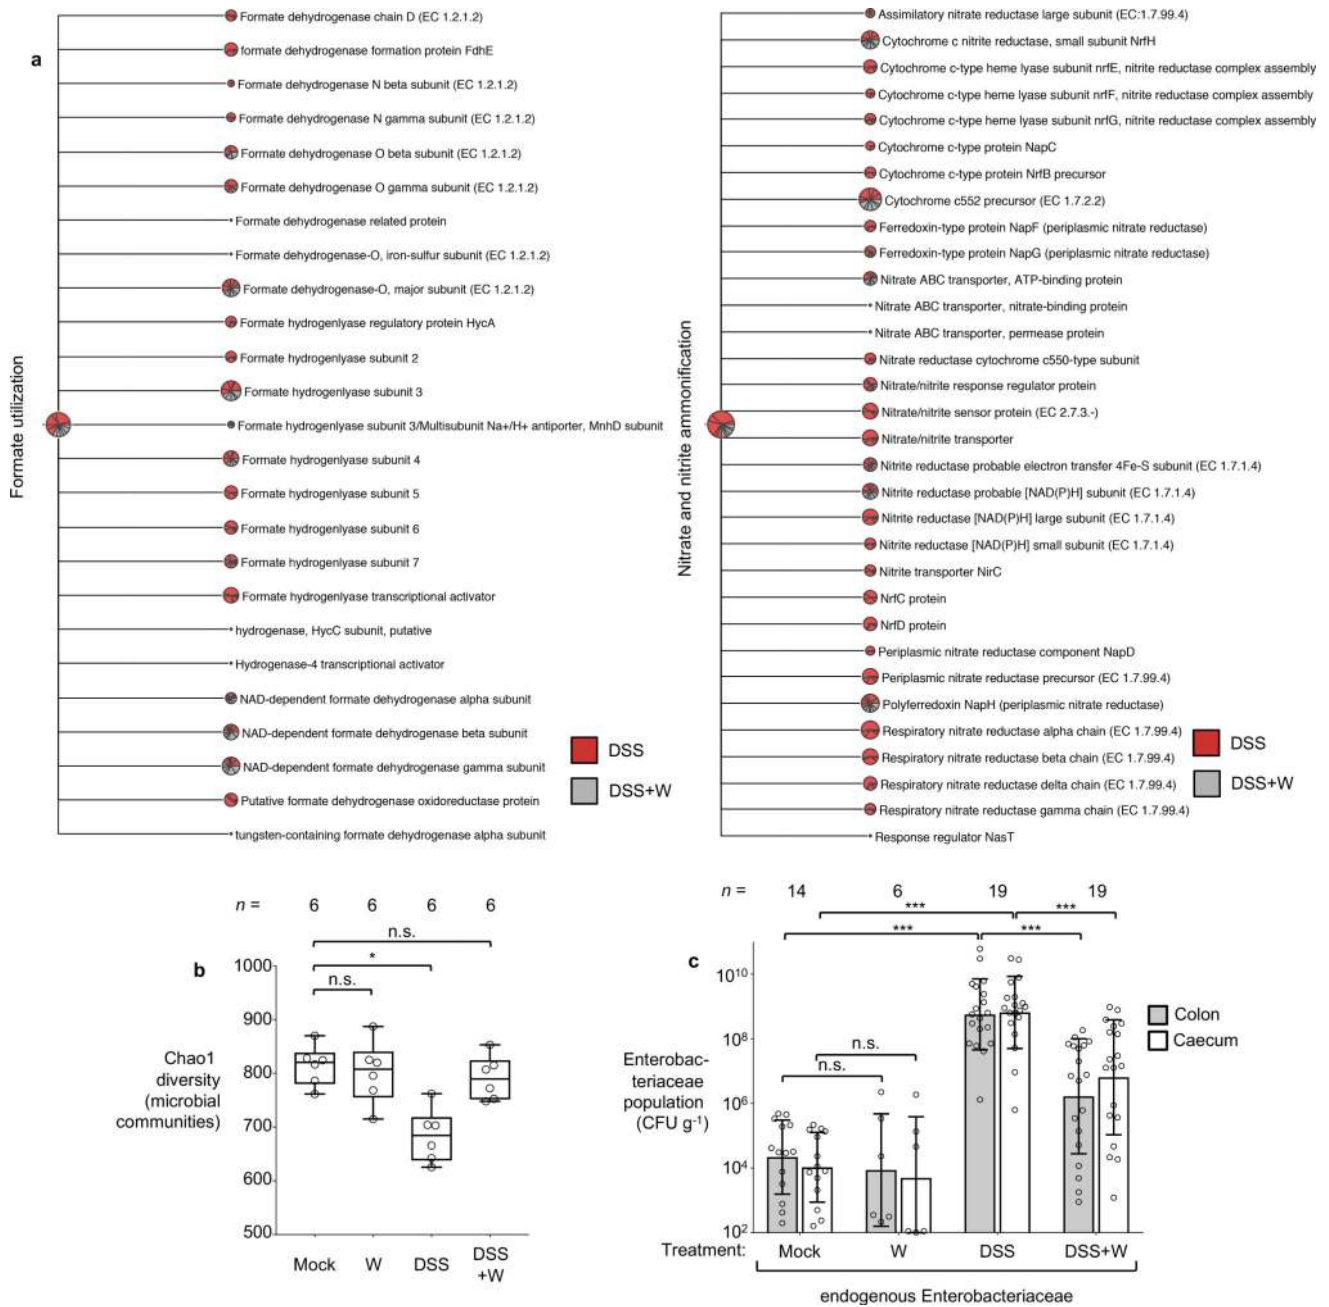 a
Formate utilization
Formate dehydrogenase chain D (EC 1.2.1.2)
formate dehydrogenase formation protein FdhE
Formate dehydrogenase N beta subunit (EC 1.2.1.2)
Formate dehydrogenase N gamma subunit (EC 1.2.1.2)
Formate dehydrogenase O beta subunit (EC 1.2.1.2)
Formate dehydrogenase O gamma subunit (EC 1.2.1.2)
Formate dehydrogenase related protein
Formate dehydrogenase-O, iron-sulfur subunit (EC 1.2.1.2)
Formate dehydrogenase-O, major subunit (EC 1.2.1.2)
Formate hydrogenlyase regulatory protein HycA
Formate hydrogenlyase subunit 2
Formate hydrogenlyase subunit 3
Formate hydrogenlyase subunit 3/Multisubunit Na+/H+ antiporter, MnhD subunit
Formate hydrogenlyase subunit 4
Formate hydrogenlyase subunit 5
Formate hydrogenlyase subunit 6
Formate hydrogenlyase subunit 7
Formate hydrogenlyase transcriptional activator
hydrogenase, HycC subunit, putative
Hydrogenase-4 transcriptional activator
NAD-dependent formate dehydrogenase alpha subunit
NAD-dependent formate dehydrogenase beta subunit
NAD-dependent formate dehydrogenase gamma subunit
Putative formate dehydrogenase oxidoreductase protein
tungsten-containing formate dehydrogenase alpha subunit
DSS
DSS+W
Nitrate and nitrite ammonification
Assimilatory nitrate reductase large subunit (EC:1.7.99.4)
Cytochrome c nitrite reductase, small subunit NrfH
Cytochrome c-type heme lyase subunit nrfE, nitrite reductase complex assembly
Cytochrome c-type heme lyase subunit nrfF, nitrite reductase complex assembly
Cytochrome c-type heme lyase subunit nrfG, nitrite reductase complex assembly
Cytochrome c-type protein NapC
Cytochrome c-type protein NrfB precursor
Cytochrome c552 precursor (EC 1.7.2.2)
Ferredoxin-type protein NapF (periplasmic nitrate reductase)
Ferredoxin-type protein NapG (periplasmic nitrate reductase)
Nitrate ABC transporter, ATP-binding protein
Nitrate ABC transporter, nitrate-binding protein
Nitrate ABC transporter, permease protein
Nitrate reductase cytochrome c550-type subunit
Nitrate/nitrite response regulator protein
Nitrate/nitrite sensor protein (EC 2.7.3.-)
Nitrate/nitrite transporter
Nitrite reductase probable electron transfer 4Fe-S subunit (EC 1.7.1.4)
Nitrite reductase probable [NAD(P)H] subunit (EC 1.7.1.4)
Nitrite reductase [NAD(P)H] large subunit (EC 1.7.1.4)
Nitrite reductase [NAD(P)H] small subunit (EC 1.7.1.4)
Nitrite transporter NirC
NrfC protein
NrfD protein
Periplasmic nitrate reductase component NapD
Periplasmic nitrate reductase precursor (EC 1.7.99.4)
Polyferredoxin NapH (periplasmic nitrate reductase)
Respiratory nitrate reductase alpha chain (EC 1.7.99.4)
Respiratory nitrate reductase beta chain (EC 1.7.99.4)
Respiratory nitrate reductase delta chain (EC 1.7.99.4)
Respiratory nitrate reductase gamma chain (EC 1.7.99.4)
Response regulator NasT
DSS
DSS+W
b
n = 6 6 6 6
n.s.
*
n.s.
Chao1
diversity
(microbial
communities)
1000
900
800
700
600
500
Mock W DSS DSS
+W
c
n = 14 6 19 19
*** ***
*** ***
n.s.
n.s.
Enterobac-
teriaceae
population
(CFU g⁻¹)
10¹⁰
10⁸
10⁶
10⁴
10²
Colon
Caecum
Treatment: Mock W DSS DSS+W
endogenous Enterobacteriaceae